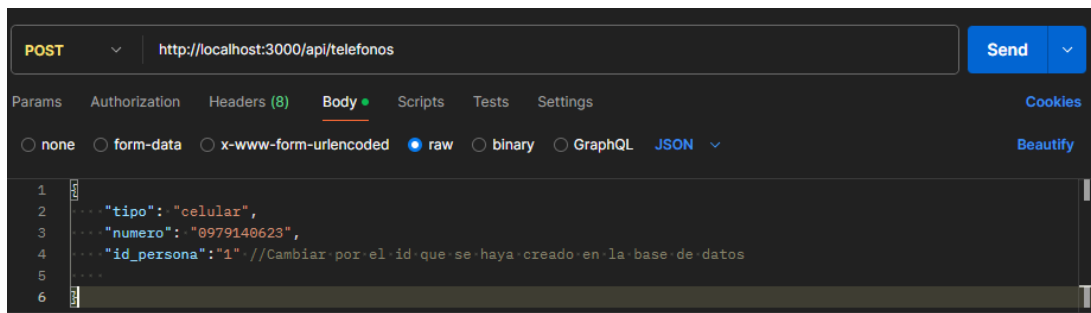 POST http://localhost:3000/api/telefonos Send
Params Authorization Headers (8) Body Scripts Tests Settings Cookies
none form-data x-www-form-urlencoded raw binary GraphQL JSON Beautify
1 {
2 "tipo": "celular",
3 "numero": "0979140623",
4 "id_persona":"1" //Cambiar por el id que se haya creado en la base de datos
5
6 }